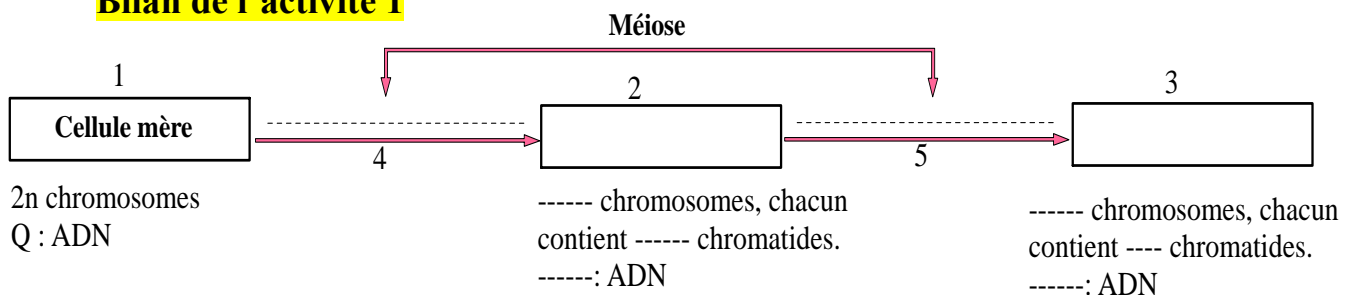 Bilan de l'activité 1
Méiose
1
2
3
Cellule mère
--------------------------
--------------------------
4
5
2n chromosomes
Q : ADN
------ chromosomes, chacun
contient ------ chromatides.
------: ADN
------ chromosomes, chacun
contient ---- chromatides.
------: ADN